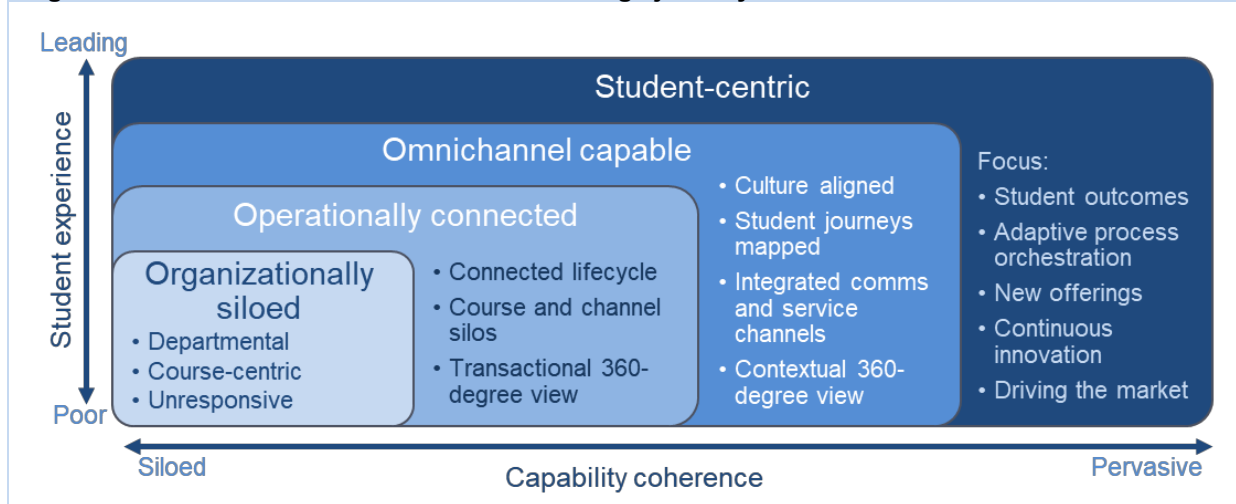 Leading
Student experience
Poor
Student-centric
Omnichannel capable
Operationally connected
Organizationally
siloed
• Departmental
• Course-centric
• Unresponsive
• Connected lifecycle
• Course and channel
silos
• Transactional 360-
degree view
• Culture aligned
• Student journeys
mapped
• Integrated comms
and service
channels
• Contextual 360-
degree view
Focus:
• Student outcomes
• Adaptive process
orchestration
• New offerings
• Continuous
innovation
• Driving the market
Siloed
Capability coherence
Pervasive